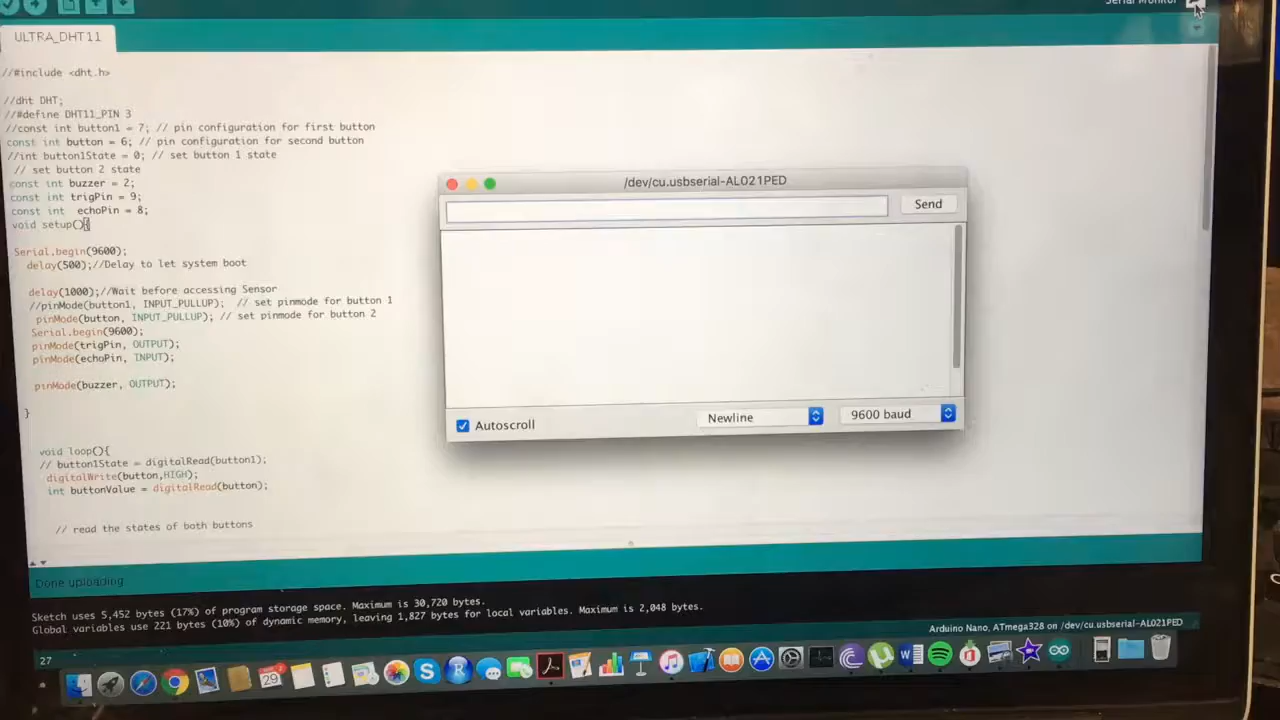 Serial Monitor
ULTRA_DHT11
//#include <dht.h>
//dht DHT;
//#define DHT11_PIN 3
//const int button1 = 7; // pin configuration for first button
const int button = 6; // pin configuration for second button
//int button1State = 0; // set button 1 state
// set button 2 state
const int buzzer = 2;
const int trigPin = 9;
const int  echoPin = 8;
void setup(){
Serial.begin(9600);
delay(500);//Delay to let system boot
delay(1000);//Wait before accessing Sensor
//pinMode(button1, INPUT_PULLUP);  // set pinmode for button 1
pinMode(button, INPUT_PULLUP); // set pinmode for button 2
Serial.begin(9600);
pinMode(trigPin, OUTPUT);
pinMode(echoPin, INPUT);
pinMode(buzzer, OUTPUT);
}
void loop(){
// button1State = digitalRead(button1);
digitalWrite(button,HIGH);
int buttonValue = digitalRead(button);
// read the states of both buttons
/dev/cu.usbserial-AL021PED
Send
Autoscroll
Newline
9600 baud
Done uploading
Sketch uses 5,452 bytes (17%) of program storage space. Maximum is 30,720 bytes.
Global variables use 221 bytes (10%) of dynamic memory, leaving 1,827 bytes for local variables. Maximum is 2,048 bytes.
27
Arduino Nano, ATmega328 on /dev/cu.usbserial-AL021PED
29